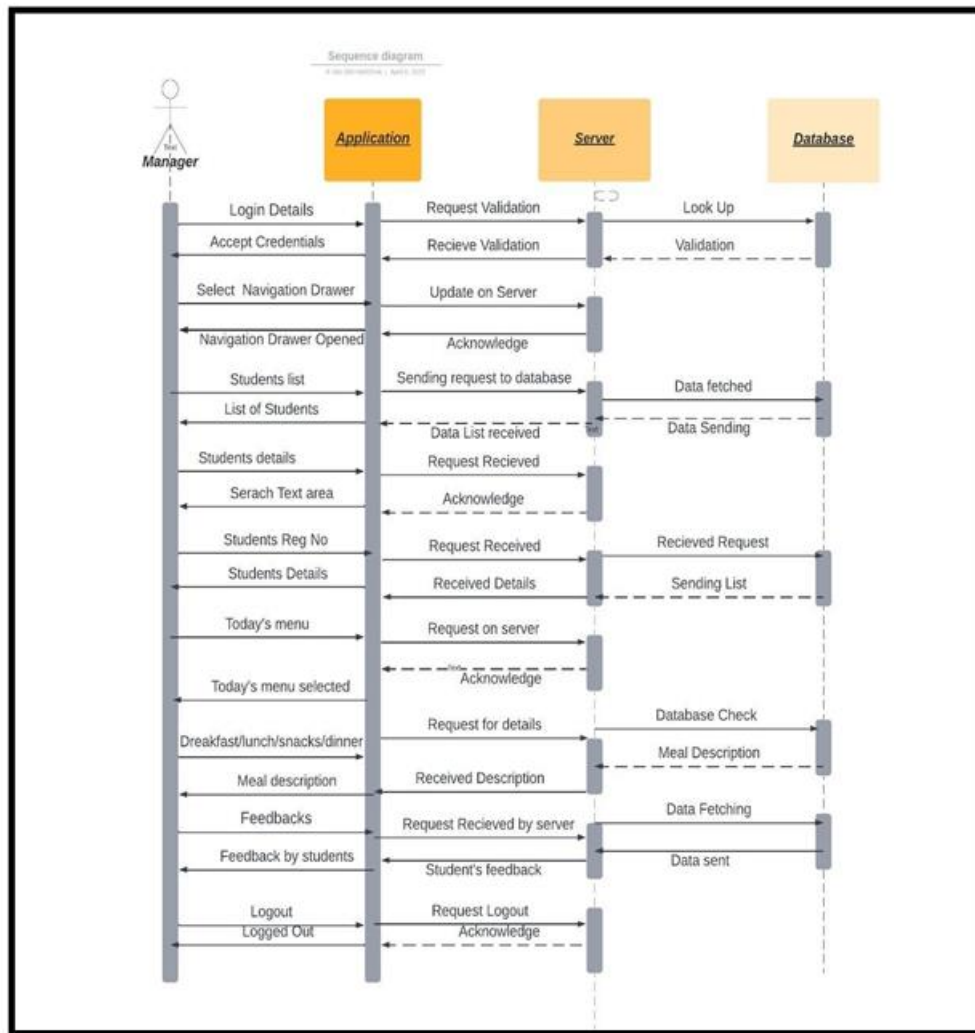 Sequence diagram
Text
Manager
Application
Server
Database
Login Details
Request Validation
Look Up
Accept Credentials
Recieve Validation
Validation
Select Navigation Drawer
Update on Server
Navigation Drawer Opened
Acknowledge
Students list
Sending request to database
Data fetched
List of Students
Data List received
Text
Data Sending
Students details
Request Recieved
Serach Text area
Acknowledge
Students Reg No
Request Received
Recieved Request
Students Details
Received Details
Sending List
Today's menu
Request on server
Text
Acknowledge
Today's menu selected
Request for details
Database Check
Dreakfast/lunch/snacks/dinner
Meal Description
Meal description
Received Description
Feedbacks
Request Recieved by server
Data Fetching
Feedback by students
Student's feedback
Data sent
Logout
Request Logout
Logged Out
Acknowledge